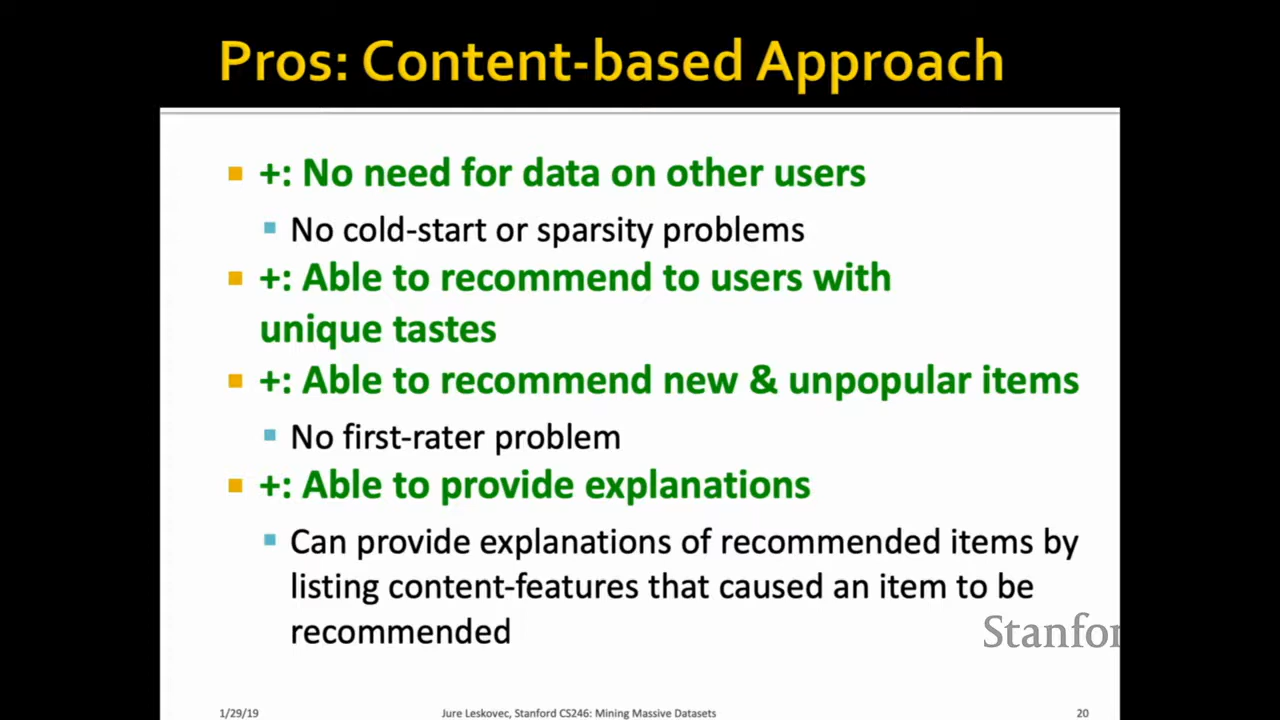 Pros: Content-based Approach
+: No need for data on other users
No cold-start or sparsity problems
+: Able to recommend to users with
unique tastes
+: Able to recommend new & unpopular items
No first-rater problem
+: Able to provide explanations
Can provide explanations of recommended items by
listing content-features that caused an item to be
recommended
Stanfor
1/29/19 Jure Leskovec, Stanford CS246: Mining Massive Datasets 20